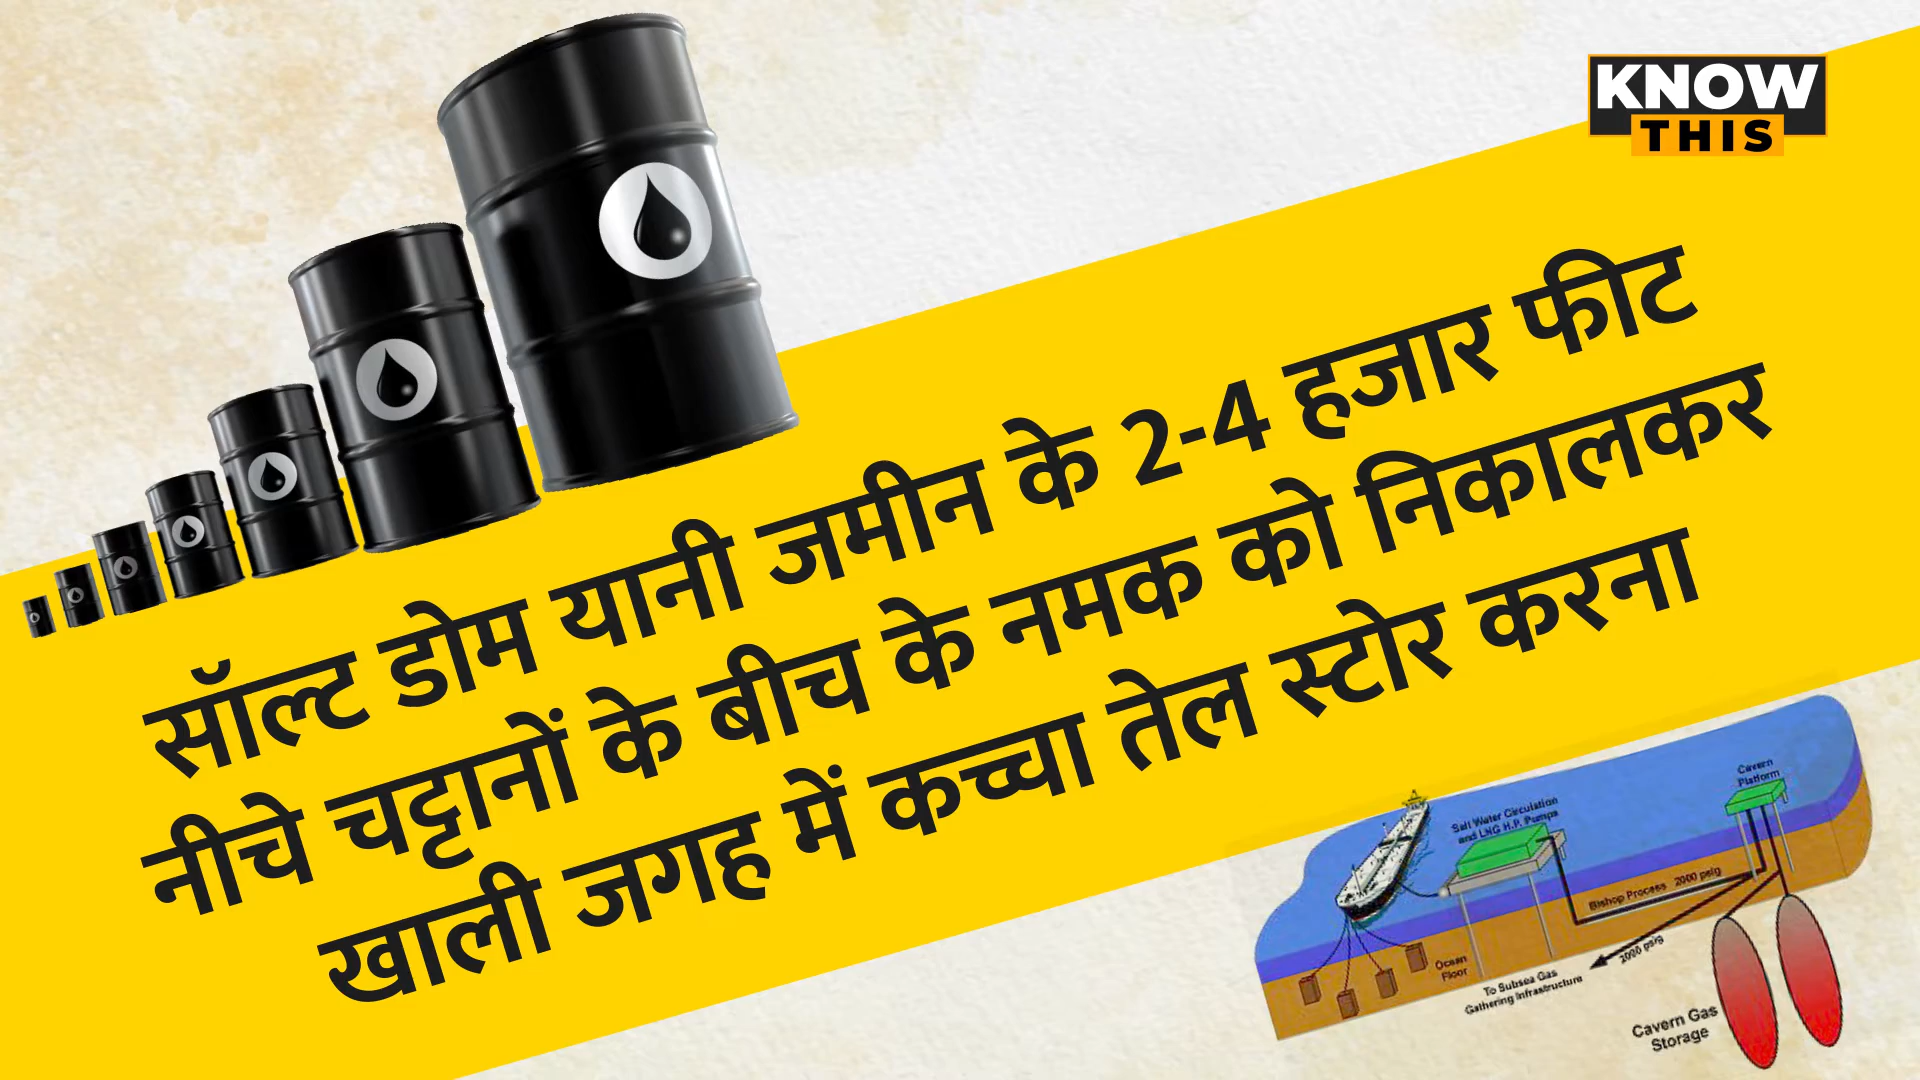 KNOW
THIS
सॉल्ट डोम यानी जमीन के 2-4 हजार फीट
नीचे चट्टानों के बीच के नमक को निकालकर
खाली जगह में कच्चा तेल स्टोर करना
Cavern
Platform
Salt Water Circulation
and LNG H.P. Pumps
Bishop Process 2000 psig
2000 psig
Ocean
Floor
To Subsea Gas
Gathering Infrastructure
Cavern Gas
Storage